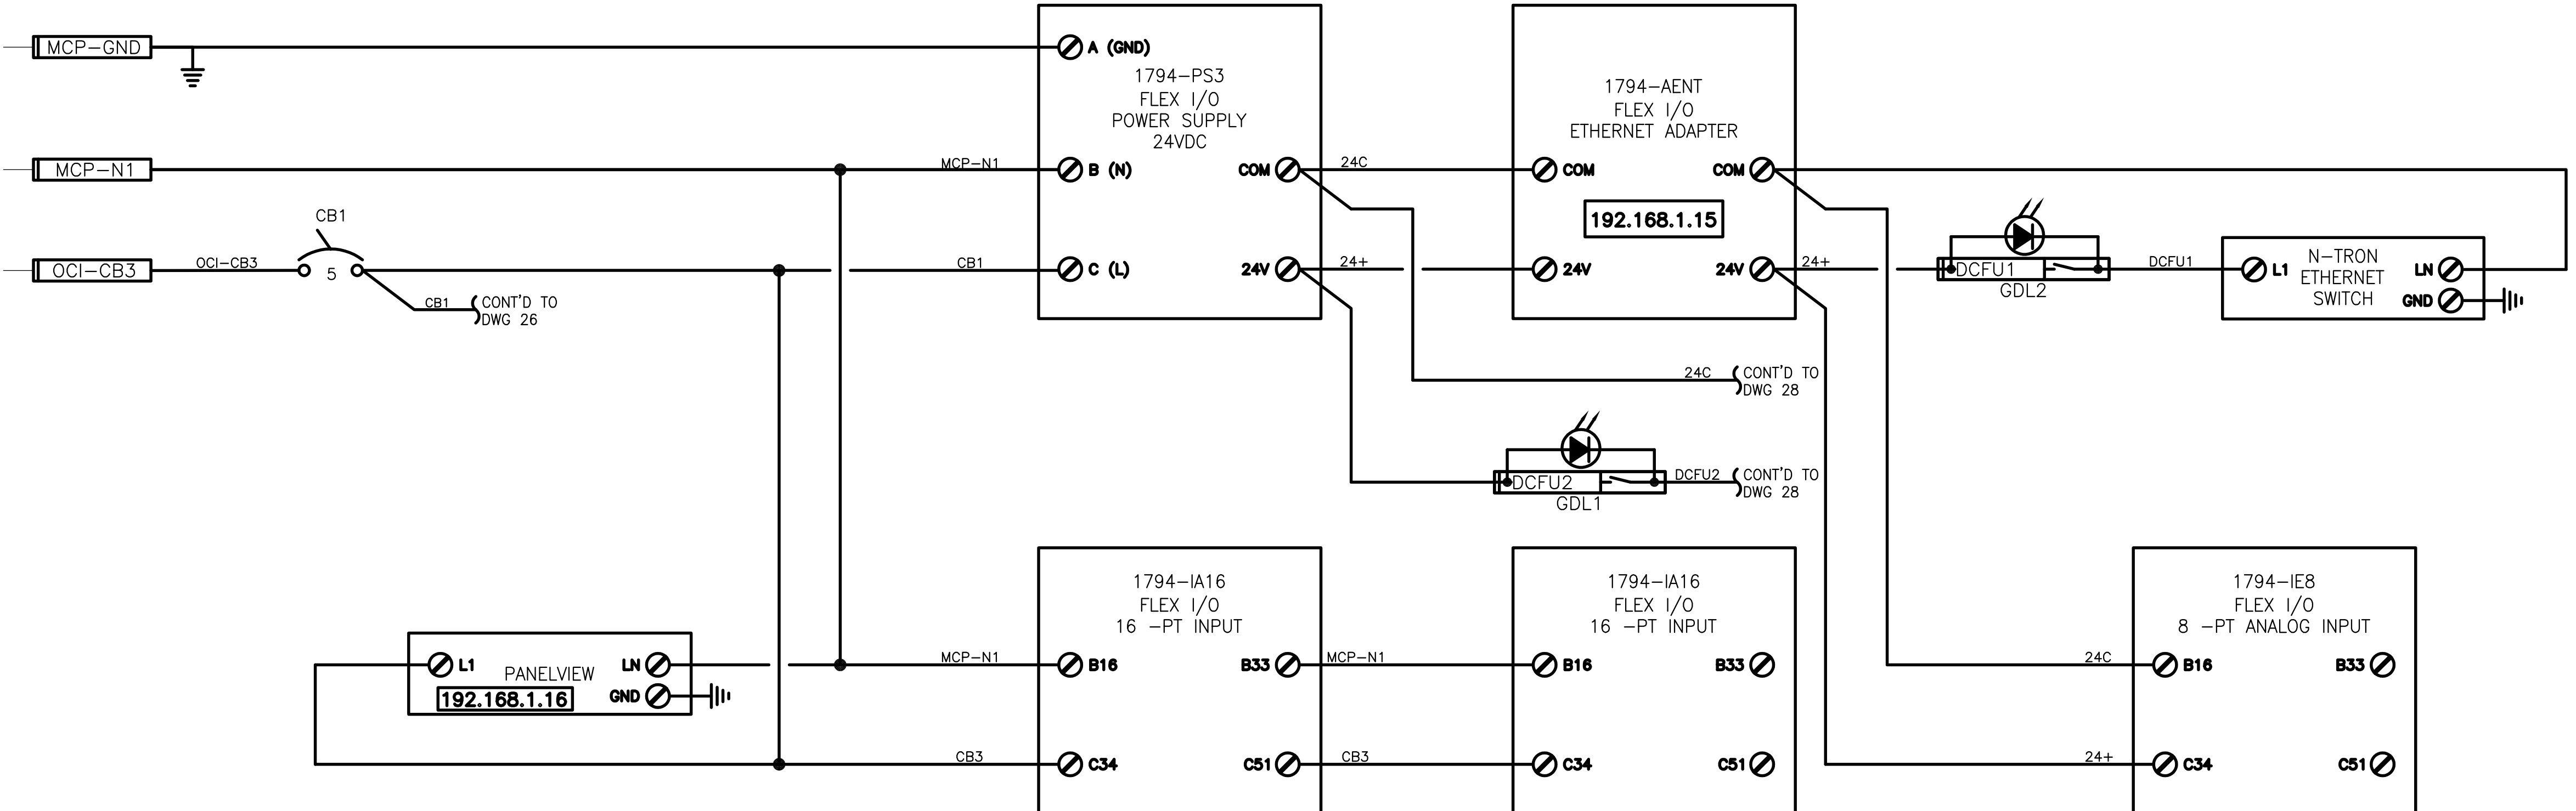 MCP-GND
A (GND)
1794-PS3
FLEX I/O
POWER SUPPLY
24VDC
1794-AENT
FLEX I/O
ETHERNET ADAPTER
MCP-N1
MCP-N1
B (N)
COM
24C
COM
COM
192.168.1.15
CB1
5
OCI-CB3
OCI-CB3
CB1
C (L)
24V
24+
24V
24V
24+
DCFU1
GDL2
DCFU1
L1
N-TRON
ETHERNET
SWITCH
LN
GND
CB1
CONT'D TO
DWG 26
24C
CONT'D TO
DWG 28
DCFU2
GDL1
DCFU2
CONT'D TO
DWG 28
L1
PANELVIEW
192.168.1.16
LN
GND
1794-IA16
FLEX I/O
16 -PT INPUT
MCP-N1
B16
B33
CB3
C34
C51
1794-IA16
FLEX I/O
16 -PT INPUT
MCP-N1
B16
B33
CB3
C34
C51
1794-IE8
FLEX I/O
8 -PT ANALOG INPUT
24C
B16
B33
24+
C34
C51